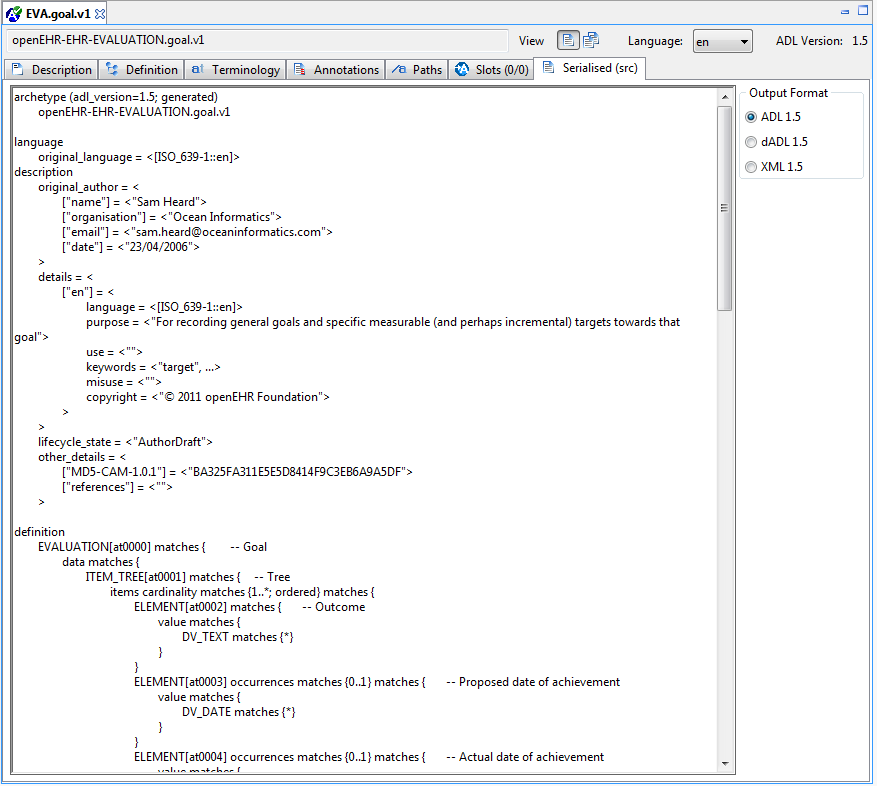 EVA.goal.v1
openEHR-EHR-EVALUATION.goal.v1
View
Language:
en
ADL Version: 1.5
Description
Definition
Terminology
Annotations
Paths
Slots (0/0)
Serialised (src)
archetype (adl_version=1.5; generated)
openEHR-EHR-EVALUATION.goal.v1
language
original_language = <[ISO_639-1::en]>
description
original_author = <
["name"] = <"Sam Heard">
["organisation"] = <"Ocean Informatics">
["email"] = <"sam.heard@oceaninformatics.com">
["date"] = <"23/04/2006">
>
details = <
["en"] = <
language = <[ISO_639-1::en]>
purpose = <"For recording general goals and specific measurable (and perhaps incremental) targets towards that
goal">
use = <"">
keywords = <"target", ...>
misuse = <"">
copyright = <"© 2011 openEHR Foundation">
>
>
lifecycle_state = <"AuthorDraft">
other_details = <
["MD5-CAM-1.0.1"] = <"BA325FA311E5E5D8414F9C3EB6A9A5DF">
["references"] = <"">
>
definition
EVALUATION[at0000] matches { -- Goal
data matches {
ITEM_TREE[at0001] matches { -- Tree
items cardinality matches {1..*; ordered} matches {
ELEMENT[at0002] matches { -- Outcome
value matches {
DV_TEXT matches {*}
}
}
ELEMENT[at0003] occurrences matches {0..1} matches { -- Proposed date of achievement
value matches {
DV_DATE matches {*}
}
}
ELEMENT[at0004] occurrences matches {0..1} matches { -- Actual date of achievement
value matches {
Output Format
ADL 1.5
dADL 1.5
XML 1.5